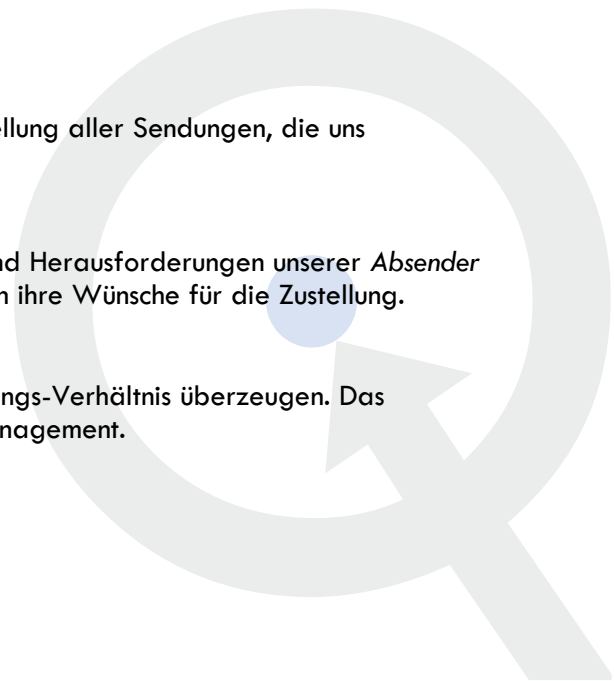 ellung aller Sendungen, die uns
nd Herausforderungen unserer Absender
n ihre Wünsche für die Zustellung.
ngs-Verhältnis überzeugen. Das
nagement.